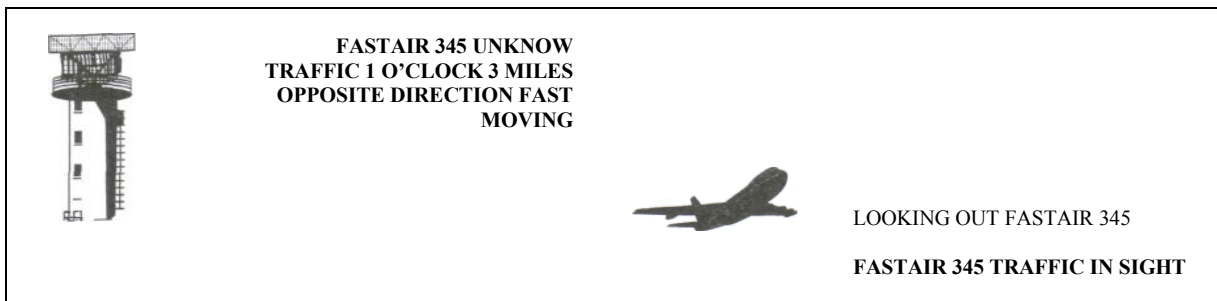 FASTAIR 345 UNKNOW
TRAFFIC 1 O’CLOCK 3 MILES
OPPOSITE DIRECTION FAST
MOVING
LOOKING OUT FASTAIR 345
FASTAIR 345 TRAFFIC IN SIGHT